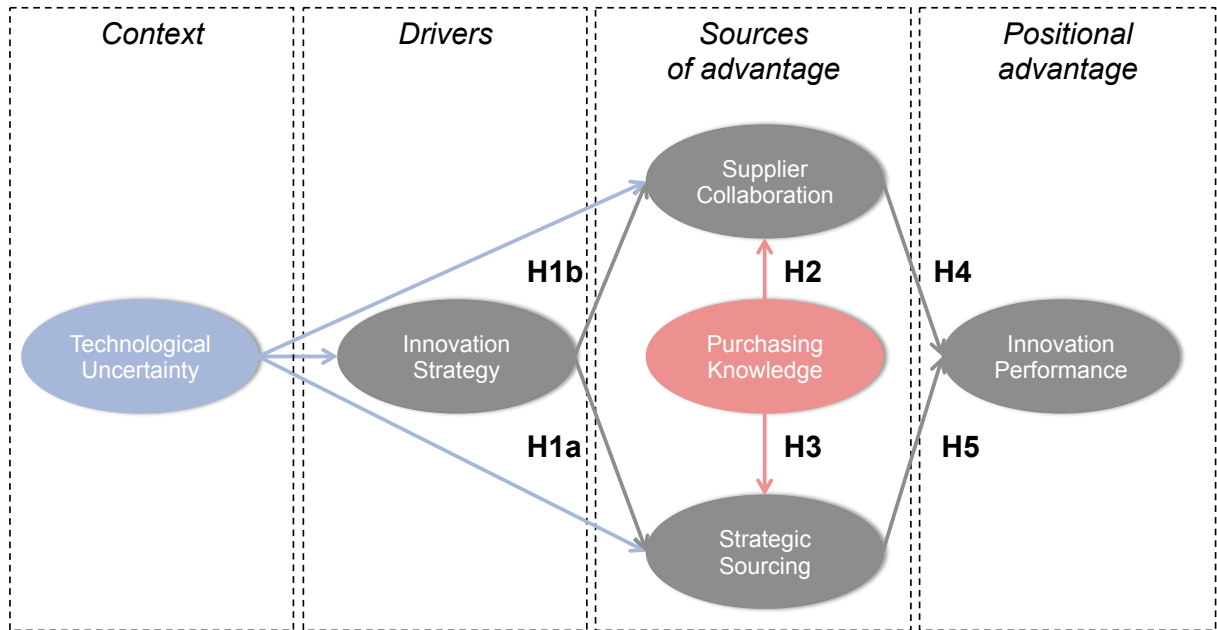 Context
Drivers
Sources
of advantage
Positional
advantage
Supplier
Collaboration
H1b
H2
H4
Technological
Uncertainty
Innovation
Strategy
Purchasing
Knowledge
Innovation
Performance
H1a
H3
H5
Strategic
Sourcing